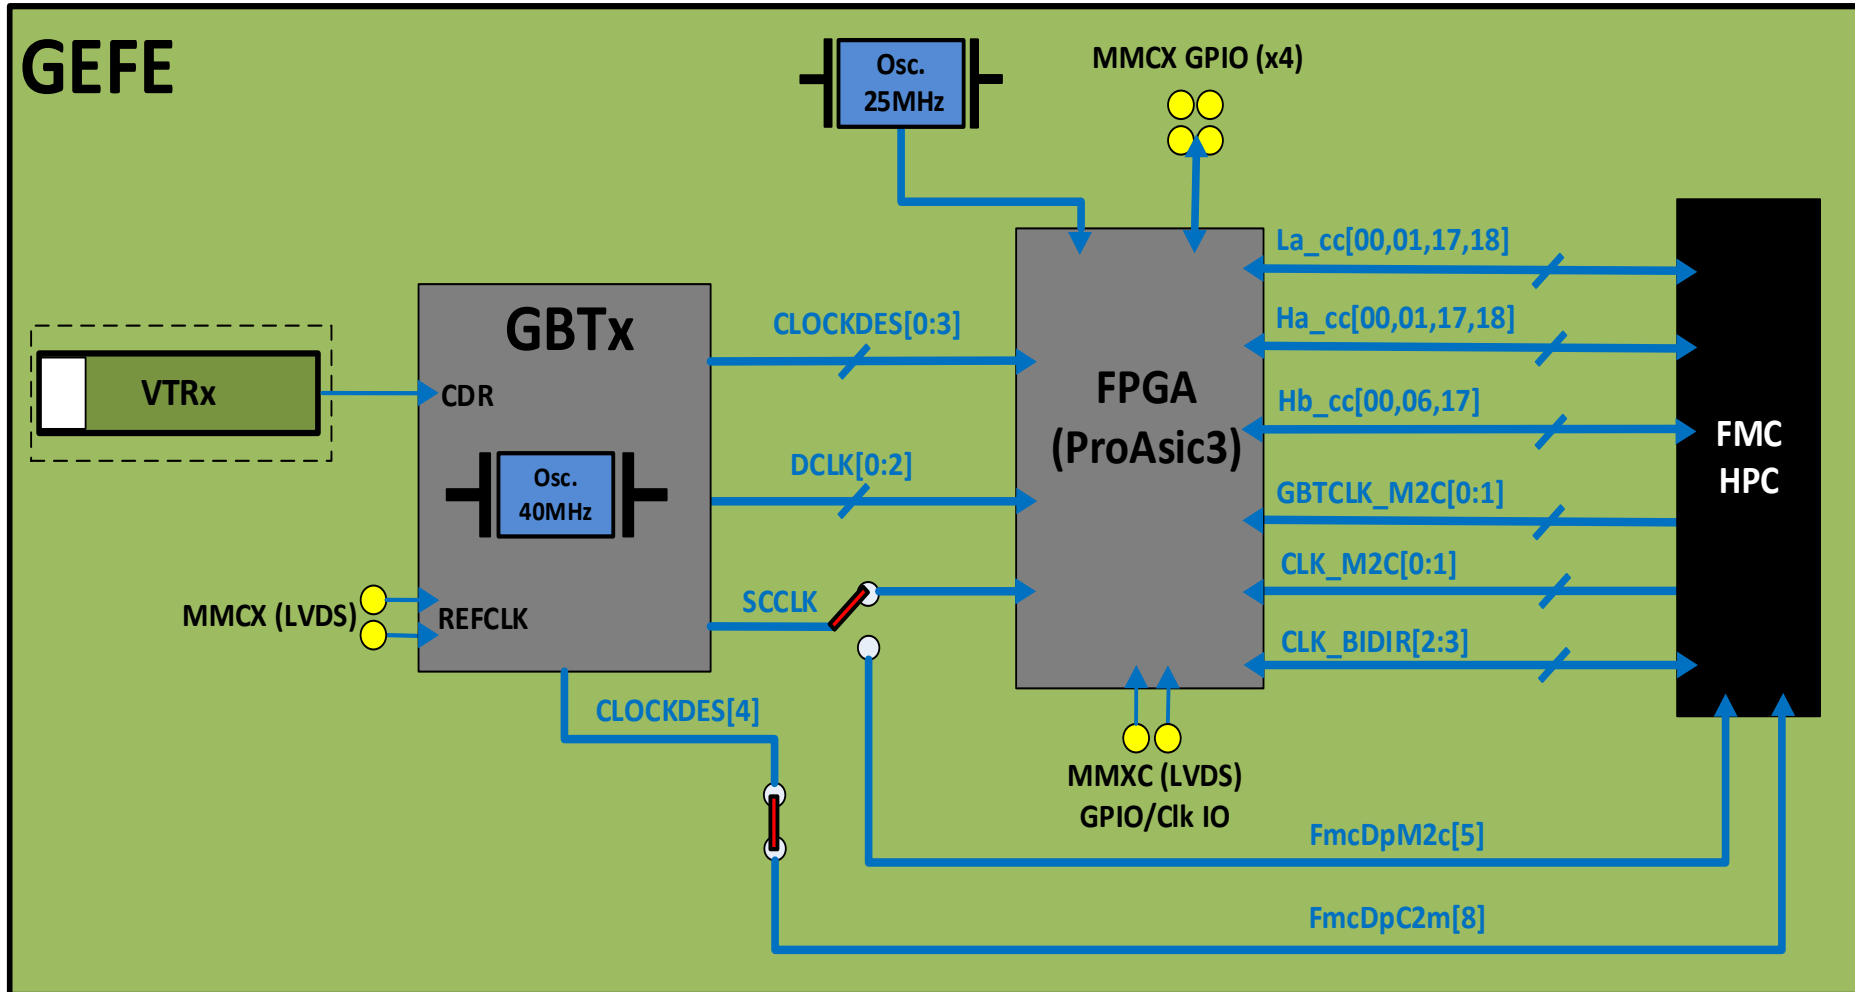 GEFE
Osc.
25MHz
MMCX GPIO (x4)
La_cc[00,01,17,18]
GBTx
CLOCKDES[0:3]
Ha_cc[00,01,17,18]
VTRx
CDR
FPGA
(ProAsic3)
Hb_cc[00,06,17]
FMC
HPC
Osc.
40MHz
DCLK[0:2]
GBTCLK_M2C[0:1]
CLK_M2C[0:1]
MMCX (LVDS)
REFCLK
SCCLK
CLK_BIDIR[2:3]
CLOCKDES[4]
MMXC (LVDS)
GPIO/Clk IO
FmcDpM2c[5]
FmcDpC2m[8]